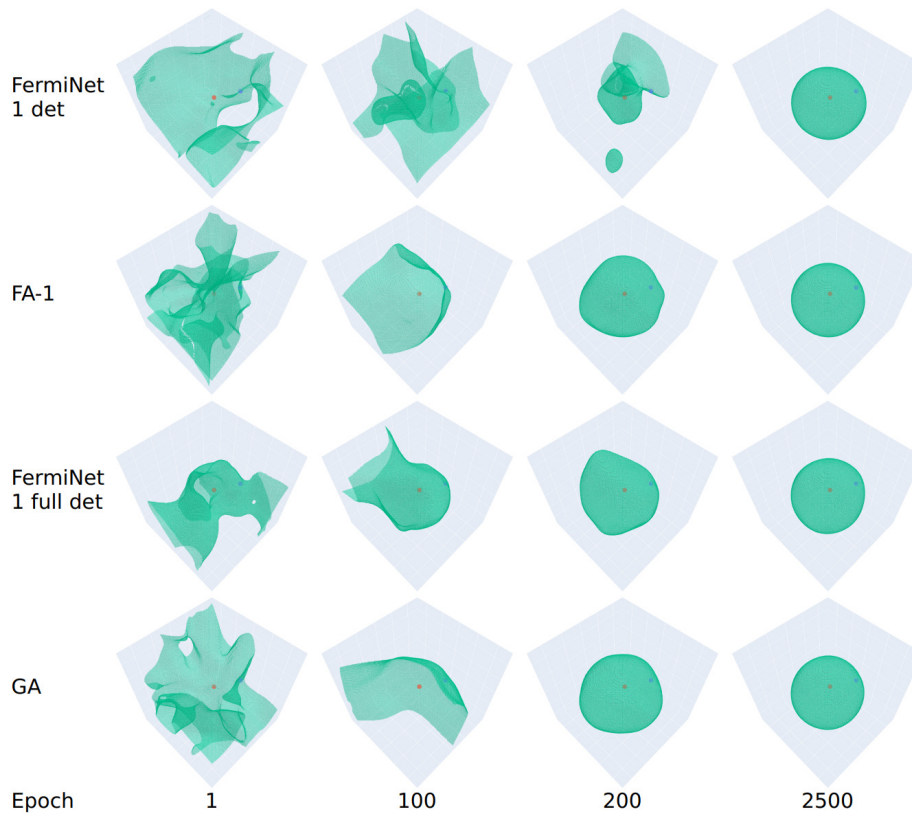 FermiNet
1 det
FA-1
FermiNet
1 full det
GA
Epoch 1 100 200 2500